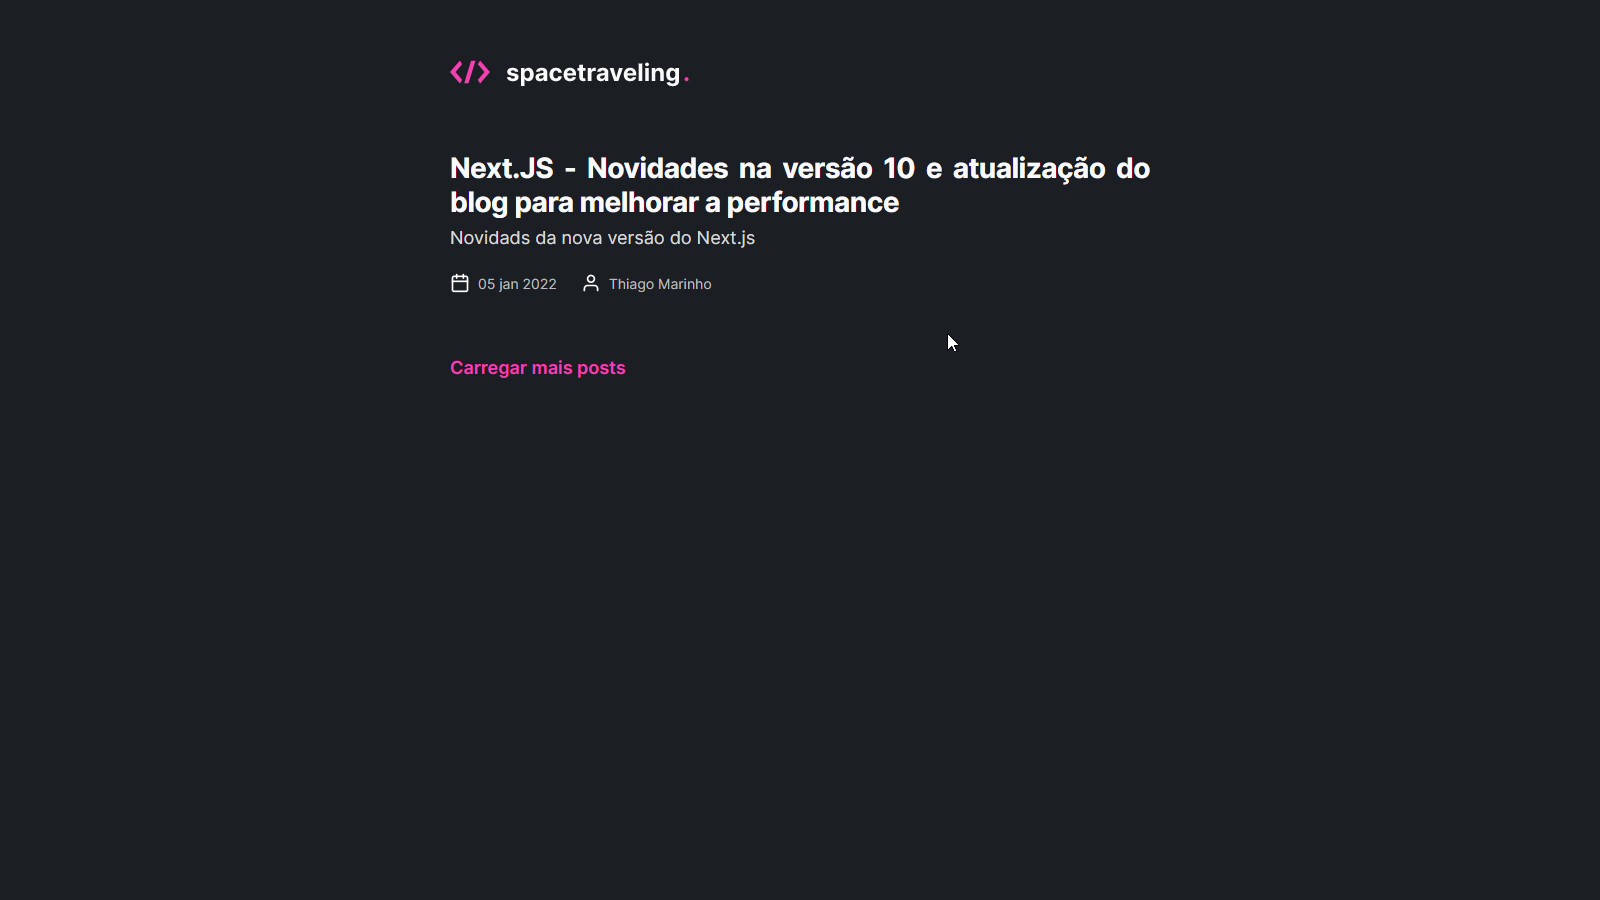 </> spacetraveling.
Next.JS - Novidades na versão 10 e atualização do
blog para melhorar a performance
Novidads da nova versão do Next.js
05 jan 2022 Thiago Marinho
Carregar mais posts